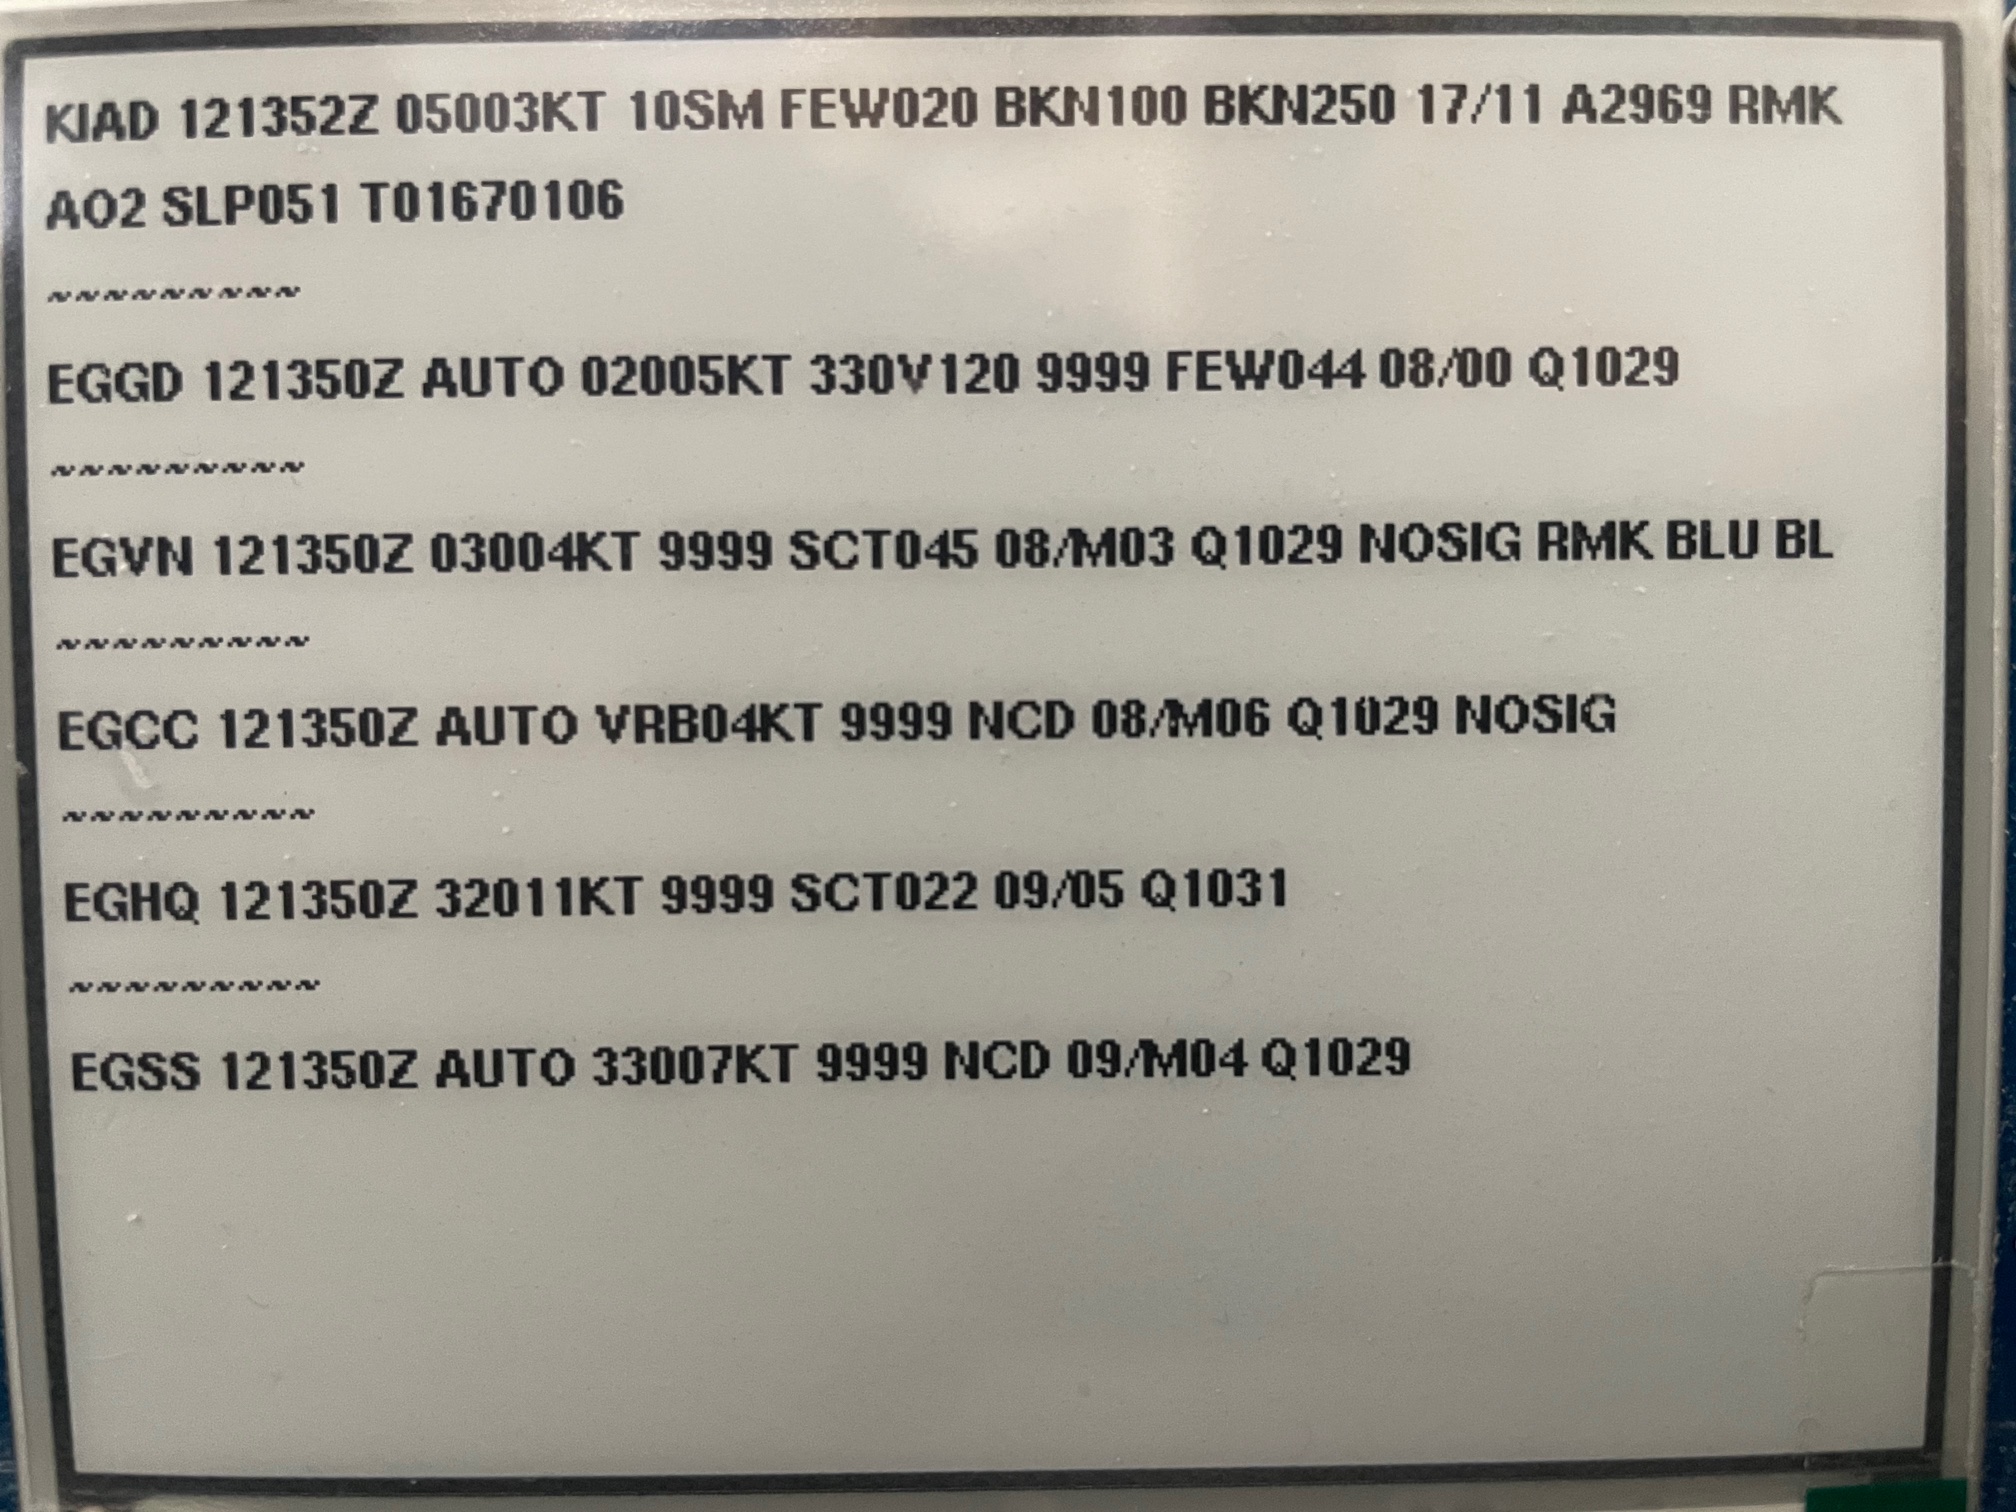 KIAD 121352Z 05003KT 10SM FEW020 BKN100 BKN250 17/11 A2969 RMK
AO2 SLP051 T01670106
~~~~~~~~~
EGGD 121350Z AUTO 02005KT 330V120 9999 FEW044 08/00 Q1029
~~~~~~~~~
EGVN 121350Z 03004KT 9999 SCT045 08/M03 Q1029 NOSIG RMK BLU BL
~~~~~~~~~
EGCC 121350Z AUTO VRB04KT 9999 NCD 08/M06 Q1029 NOSIG
~~~~~~~~~
EGHQ 121350Z 32011KT 9999 SCT022 09/05 Q1031
~~~~~~~~~
EGSS 121350Z AUTO 33007KT 9999 NCD 09/M04 Q1029